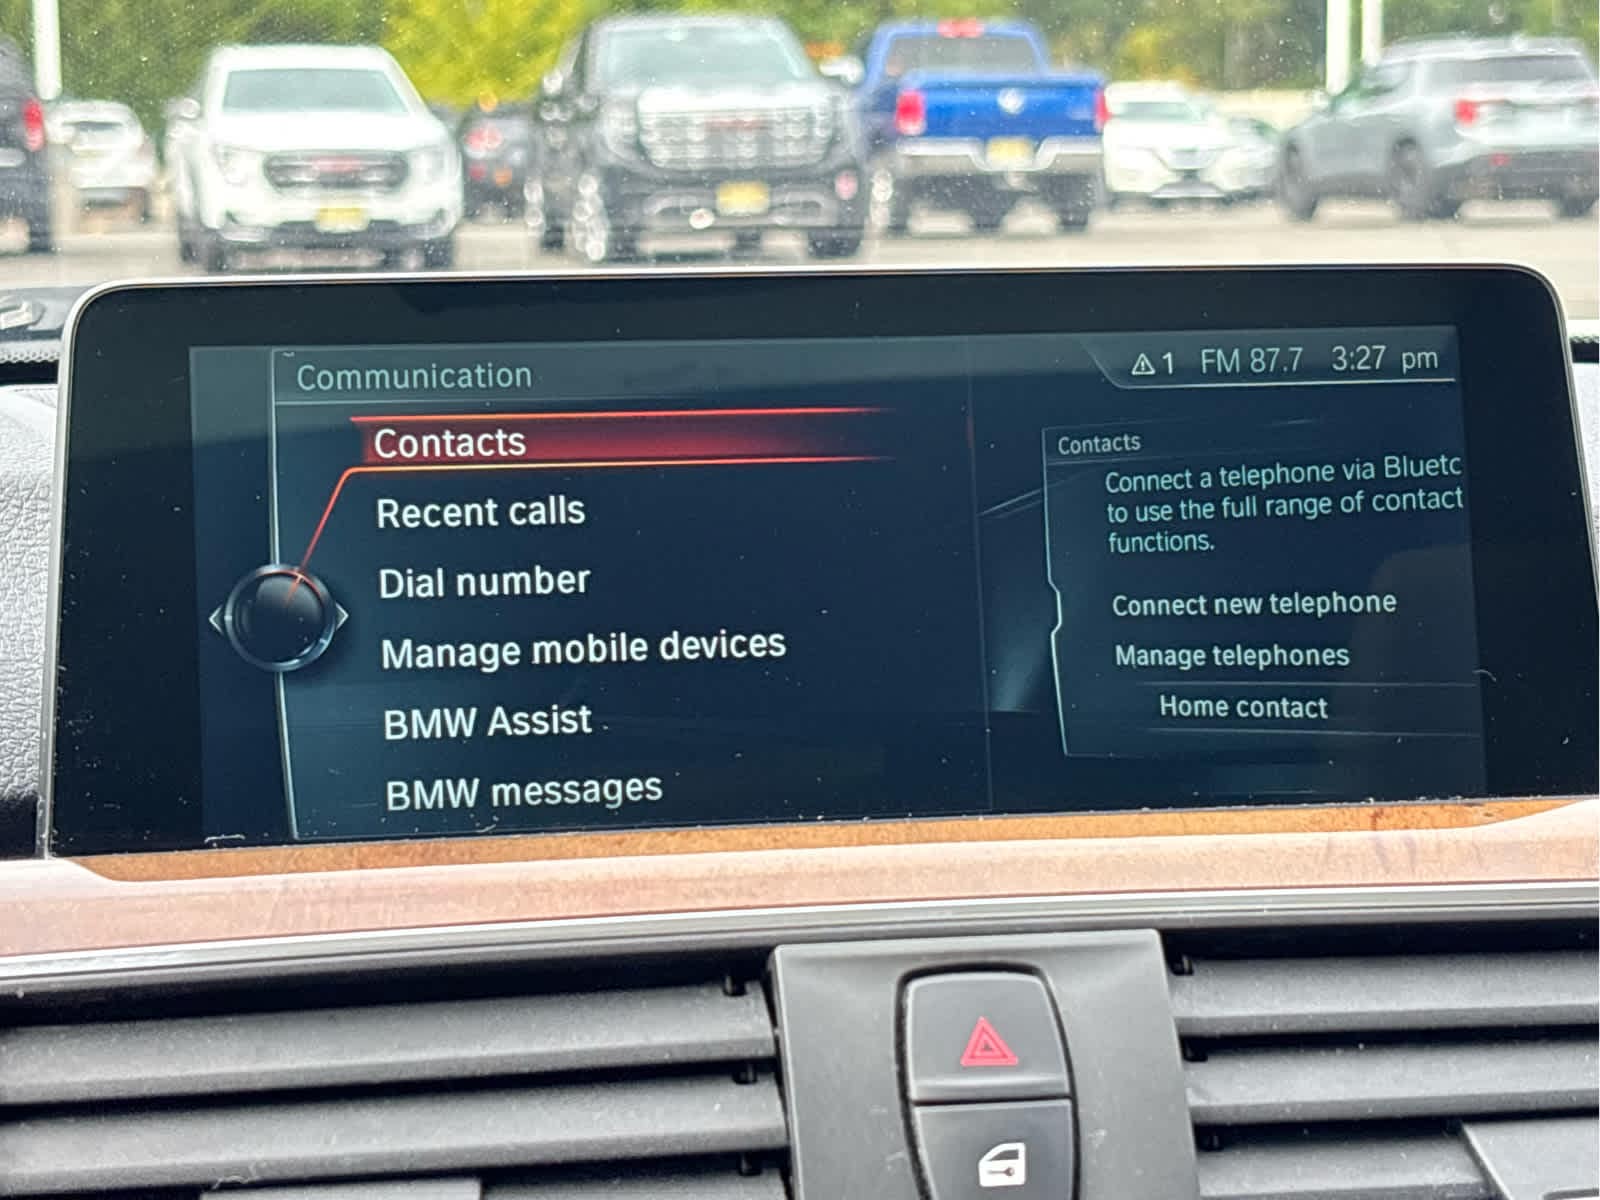 Communication
1 FM 87.7 3:27 pm
Contacts
Recent calls
Dial number
Manage mobile devices
BMW Assist
BMW messages
Contacts
Connect a telephone via Bluetc
to use the full range of contact
functions.
Connect new telephone
Manage telephones
Home contact